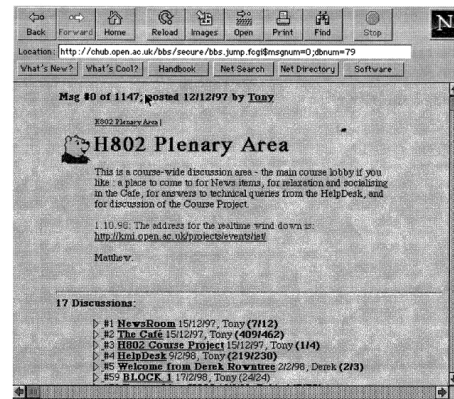 Back Forward Home Reload Images Open Print Find Stop N
Location: http://chub.open.ac.uk/bbs/secure/bbs.jump.fcgi$msgnum=0;dbnum=79
What's New? What's Cool? Handbook Net Search Net Directory Software
Msg #0 of 1147; posted 12/12/97 by Tony
H802 Plenary Area |
H802 Plenary Area
This is a course-wide discussion area - the main course lobby if you
like : a place to come to for News items, for relaxation and socialising
in the Cafe, for answers to technical queries from the HelpDesk, and
for discussion of the Course Project.
1.10.98: The address for the realtime wind down is:
http://kmi.open.ac.uk/projects/events/iet/
Matthew.
17 Discussions:
#1 NewsRoom 15/12/97, Tony (7/12)
#2 The Café 15/12/97, Tony (409/462)
#3 H802 Course Project 15/12/97, Tony (1/4)
#4 HelpDesk 9/2/98, Tony (219/230)
#5 Welcome from Derek Rowntree 2/2/98, Derek (2/3)
#59 BLOCK 1 17/2/98, Tony (24/24)